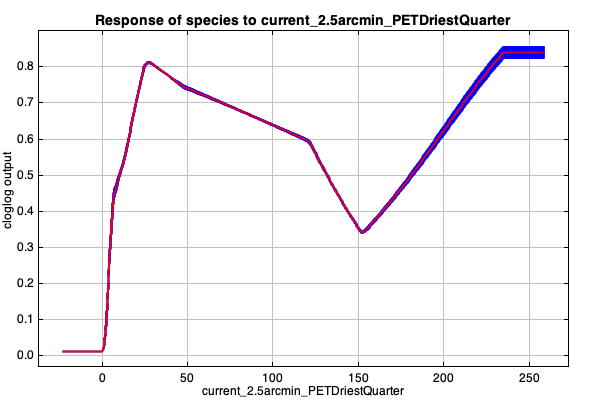 Response of species to current_2.5arcmin_PETDriestQuarter
cloglog output
0.8
0.7
0.6
0.5
0.4
0.3
0.2
0.1
0.0
0 50 100 150 200 250
current_2.5arcmin_PETDriestQuarter